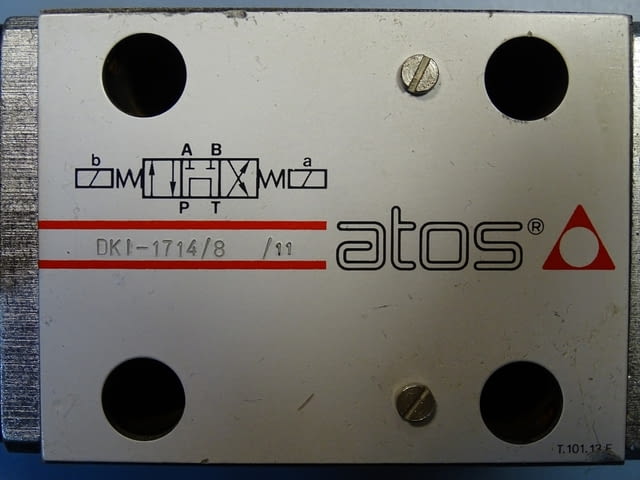 A B
b a
P T
DKI-1714/8 /11
atos®
T.101.13 F